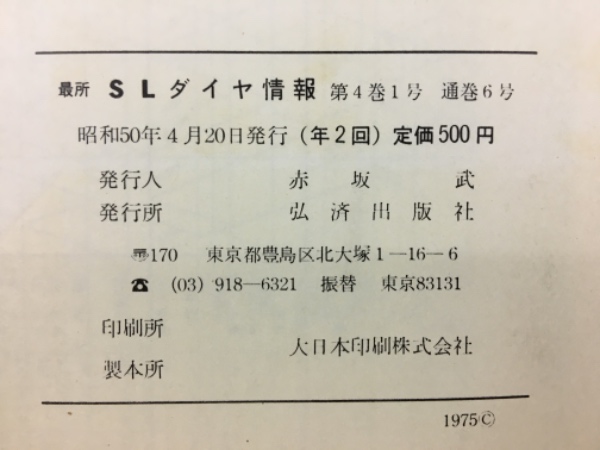 最所 SLダイヤ情報 第4巻1号 通巻6号
昭和50年4月20日発行(年2回)定価500円
発行人 赤坂武
発行所 弘済出版社
〠170 東京都豊島区北大塚1—16—6
☎ (03) 918—6321 振替 東京83131
印刷所
大日本印刷株式会社
製本所
1975©